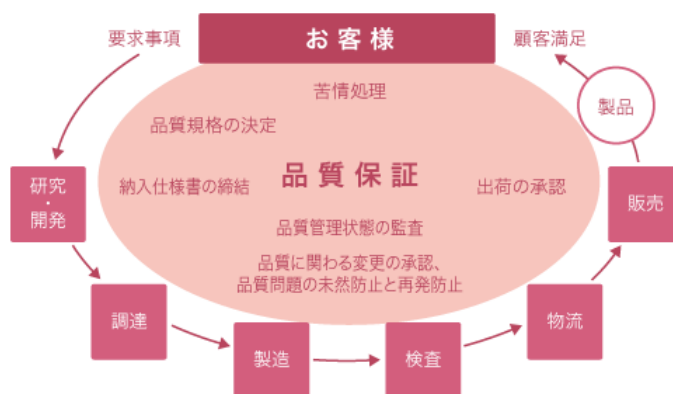 要求事項
お客様
顧客満足
苦情処理
製品
品質規格の決定
品質保証
納入仕様書の締結
出荷の承認
研究
・
開発
販売
品質管理状態の監査
品質に関わる変更の承認、
品質問題の未然防止と再発防止
調達
物流
製造
検査